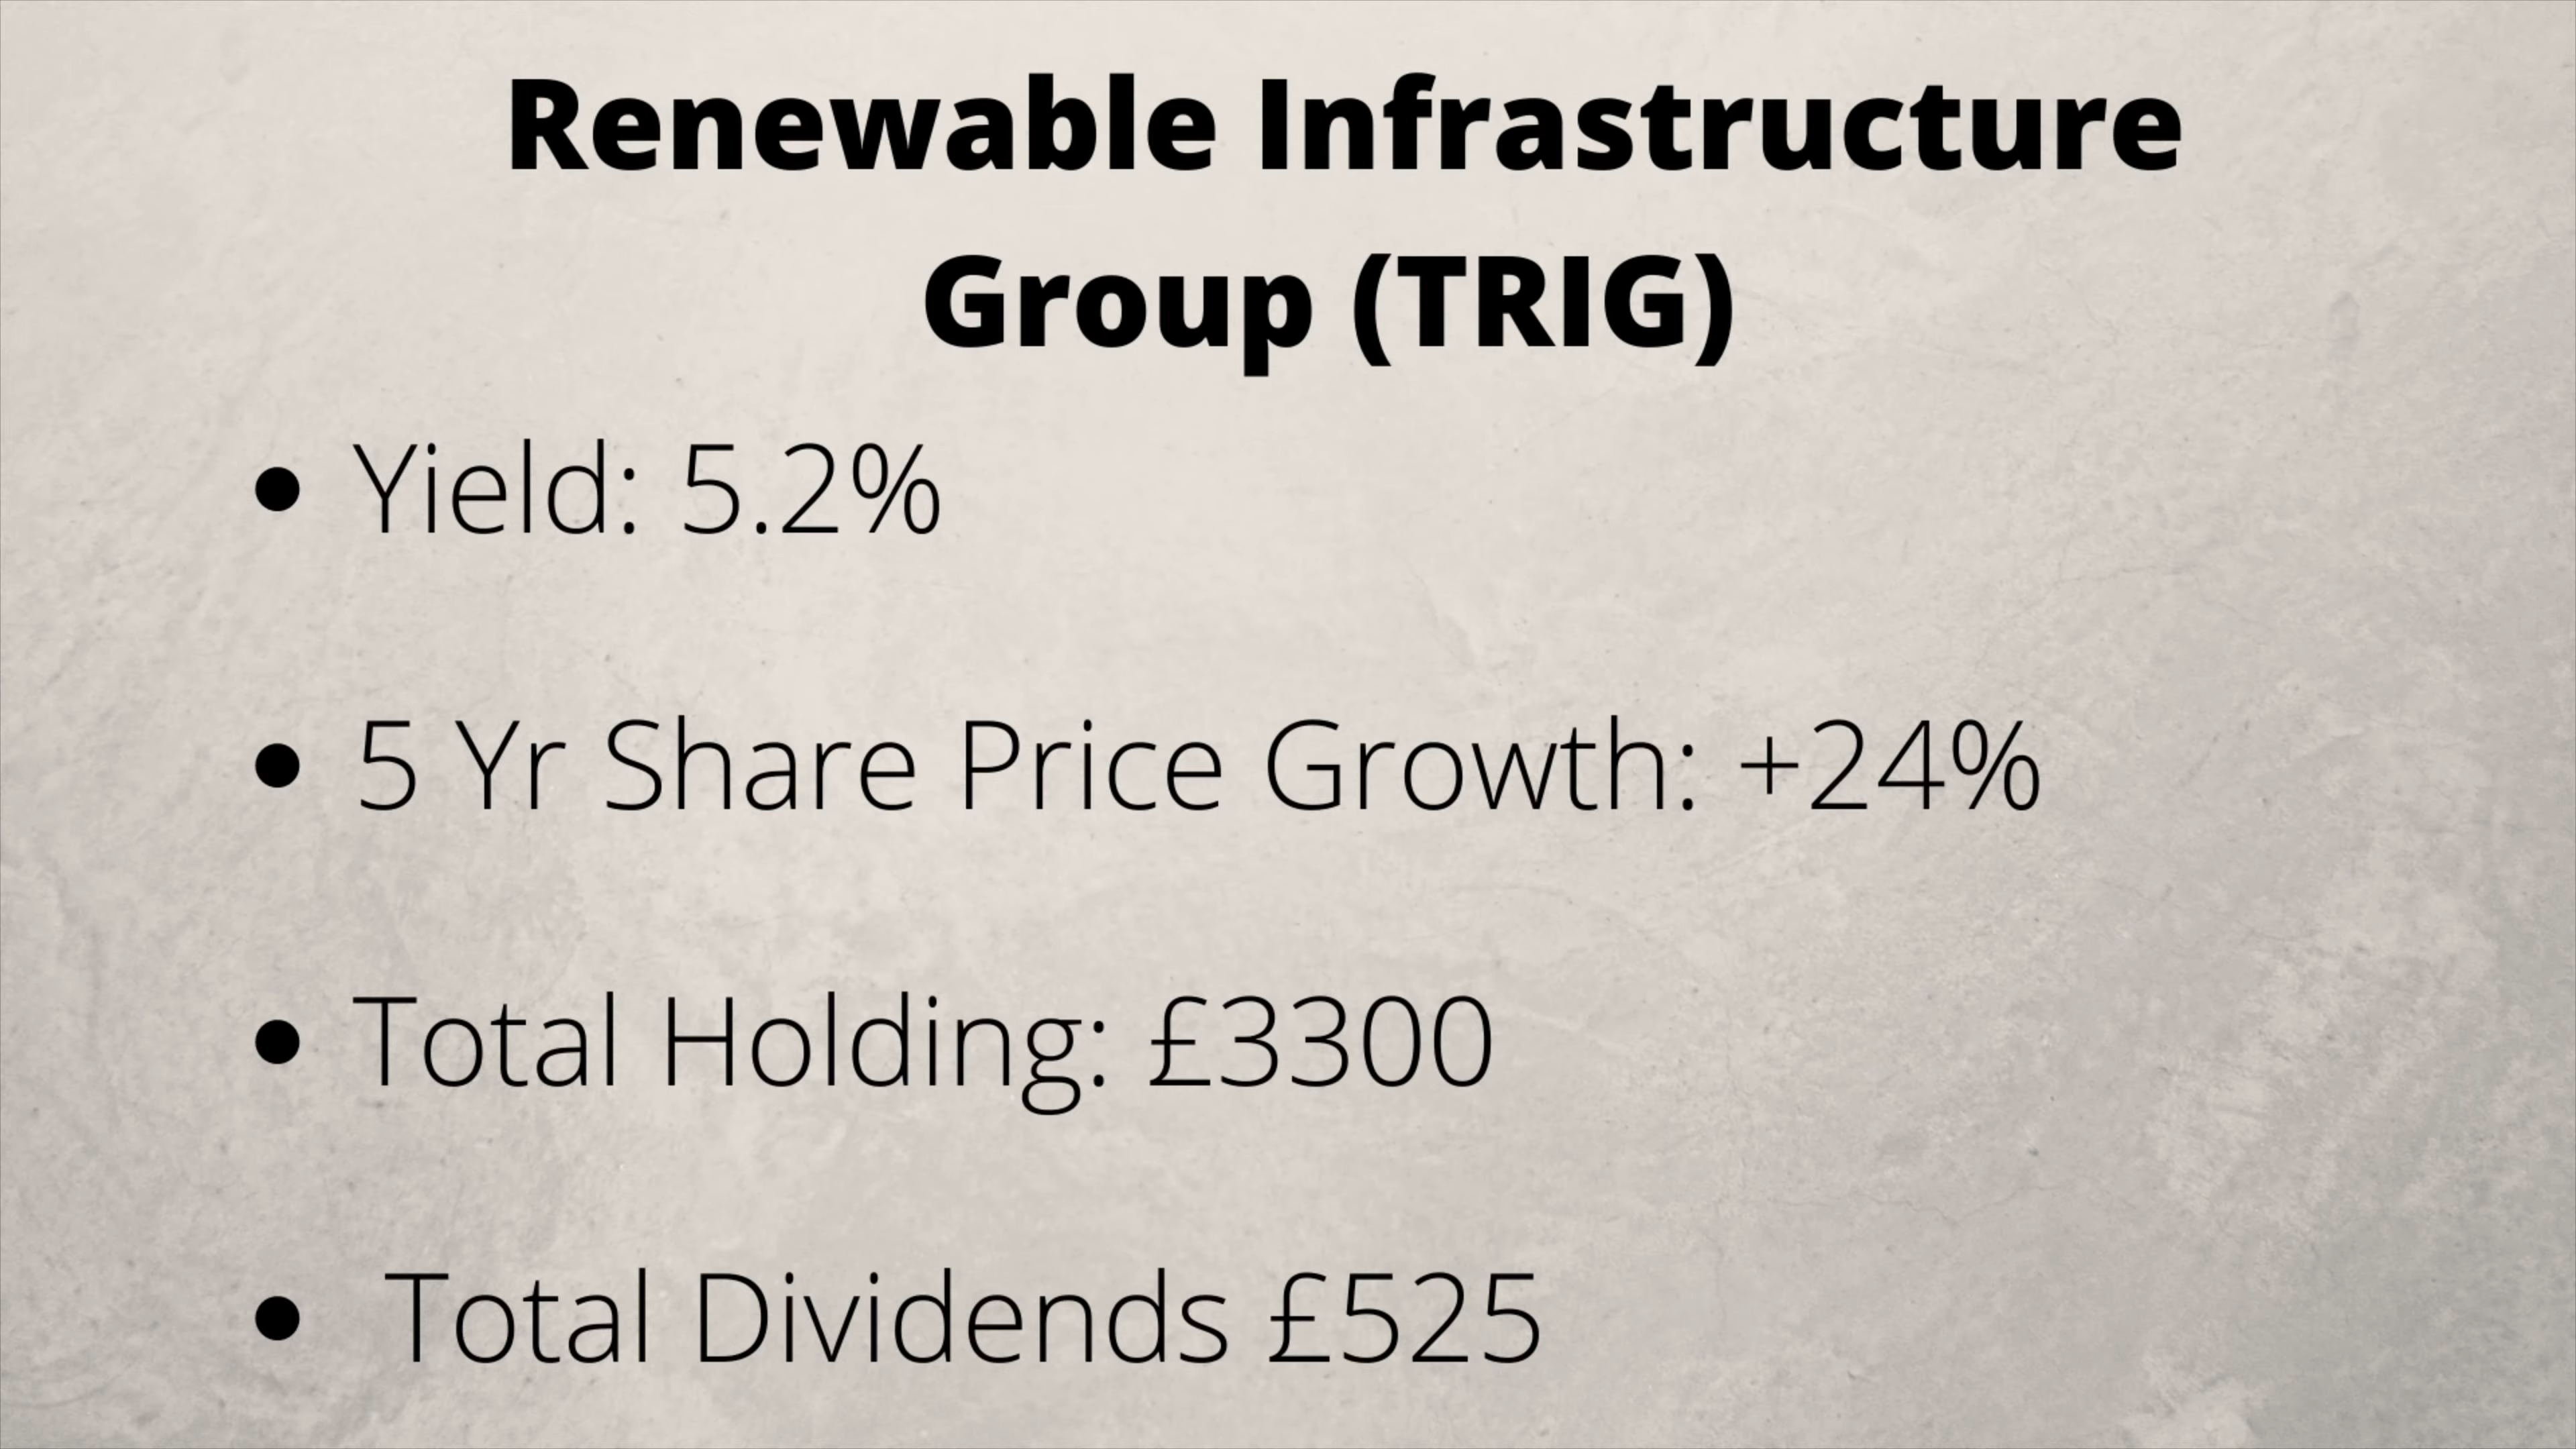 Renewable Infrastructure
Group (TRIG)
• Yield: 5.2%
• 5 Yr Share Price Growth: +24%
• Total Holding: £3300
• Total Dividends £525